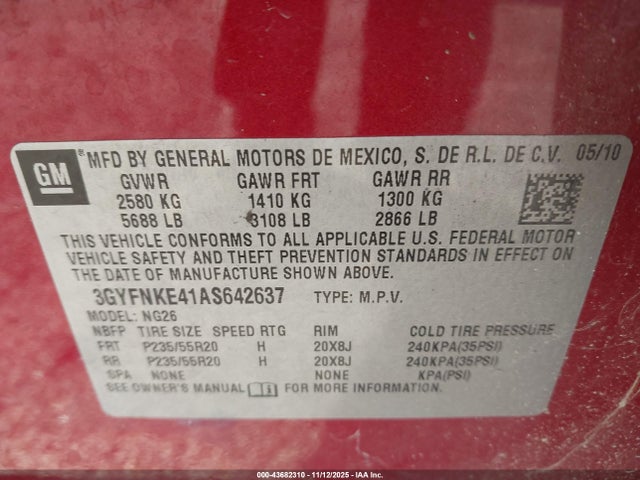 GM ® MFD BY GENERAL MOTORS DE MEXICO, S. DE R.L. DE C.V. 05/10
GVWR GAWR FRT GAWR RR
2580 KG 1410 KG 1300 KG
5688 LB 3108 LB 2866 LB
THIS VEHICLE CONFORMS TO ALL APPLICABLE U.S. FEDERAL MOTOR
VEHICLE SAFETY AND THEFT PREVENTION STANDARDS IN EFFECT ON
THE DATE OF MANUFACTURE SHOWN ABOVE.
3GYFNKE41AS642637 TYPE: M.P.V.
MODEL: NG26
NBFP TIRE SIZE SPEED RTG RIM COLD TIRE PRESSURE
FRT P235/55R20 H 20X8J 240KPA(35PSI)
RR P235/55R20 H 20X8J 240KPA(35PSI)
SPA NONE NONE KPA(PSI)
SEE OWNER'S MANUAL FOR MORE INFORMATION.
000-43682310 - 11/12/2025 - IAA Inc.